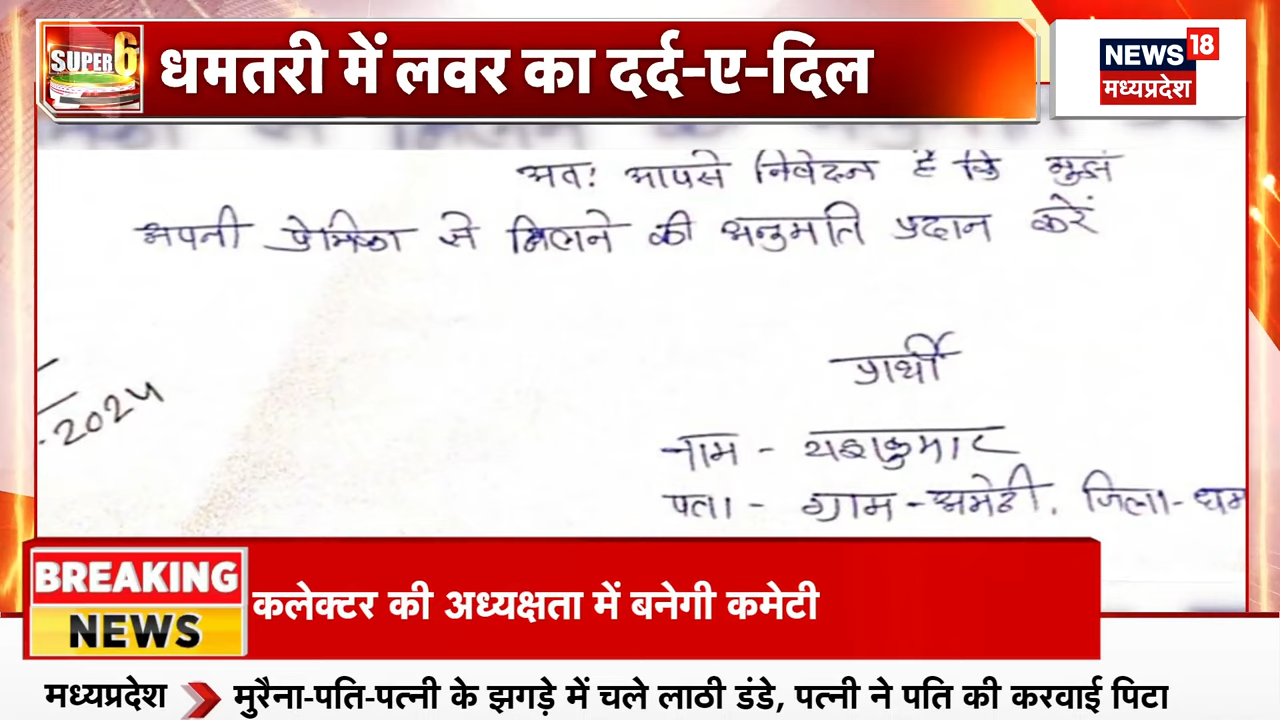 SUPER 6
धमतरी में लवर का दर्द-ए-दिल
NEWS 18
मध्यप्रदेश
अतः आपसे निवेदन है कि मुझे
अपनी प्रेमिका से मिलने की अनुमति प्रदान करें
प्रार्थी
.2024
नाम -
पता - ग्राम - अमेठी, जिला - धम
BREAKING
NEWS
कलेक्टर की अध्यक्षता में बनेगी कमेटी
मध्यप्रदेश
मुरैना-पति-पत्नी के झगड़े में चले लाठी डंडे, पत्नी ने पति की करवाई पिटा